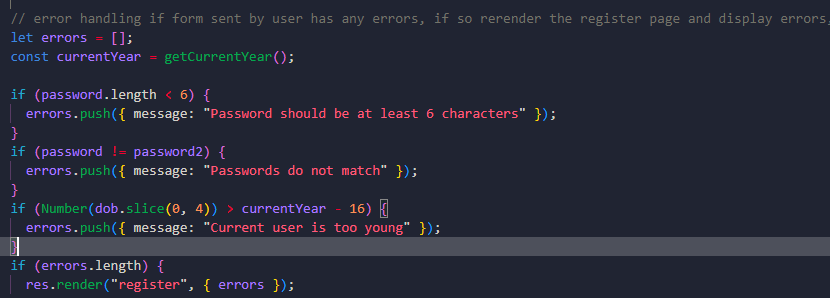 // error handling if form sent by user has any errors, if so rerender the register page and display errors,
let errors = [];
const currentYear = getCurrentYear();
if (password.length < 6) {
errors.push({ message: "Password should be at least 6 characters" });
}
if (password != password2) {
errors.push({ message: "Passwords do not match" });
}
if (Number(dob.slice(0, 4)) > currentYear - 16) {
errors.push({ message: "Current user is too young" });
}
if (errors.length) {
res.render("register", { errors });